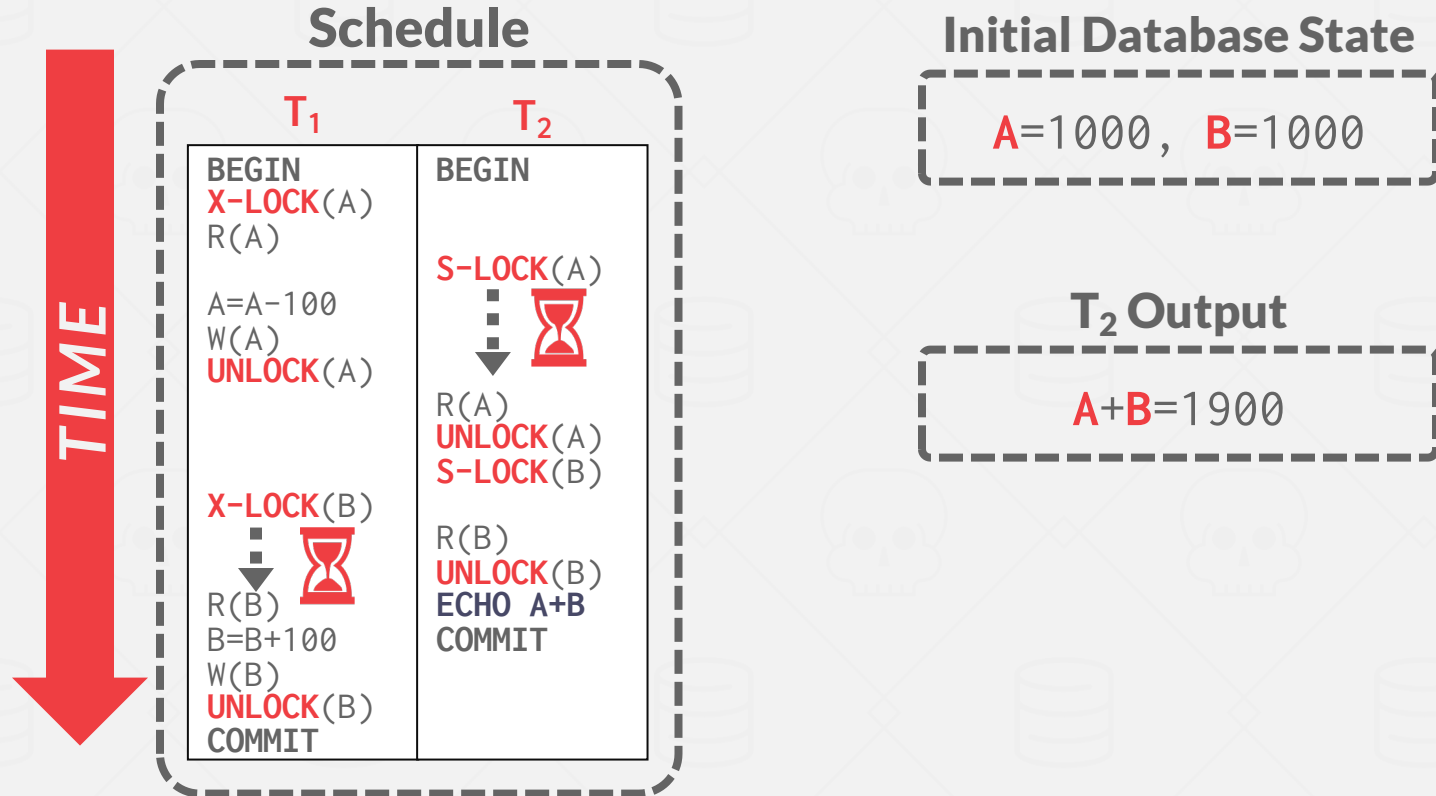 Schedule
TIME
T₁
BEGIN
X-LOCK(A)
R(A)
A=A-100
W(A)
UNLOCK(A)
X-LOCK(B)
R(B)
B=B+100
W(B)
UNLOCK(B)
COMMIT
T₂
BEGIN
S-LOCK(A)
R(A)
UNLOCK(A)
S-LOCK(B)
R(B)
UNLOCK(B)
ECHO A+B
COMMIT
Initial Database State
A=1000, B=1000
T₂ Output
A+B=1900